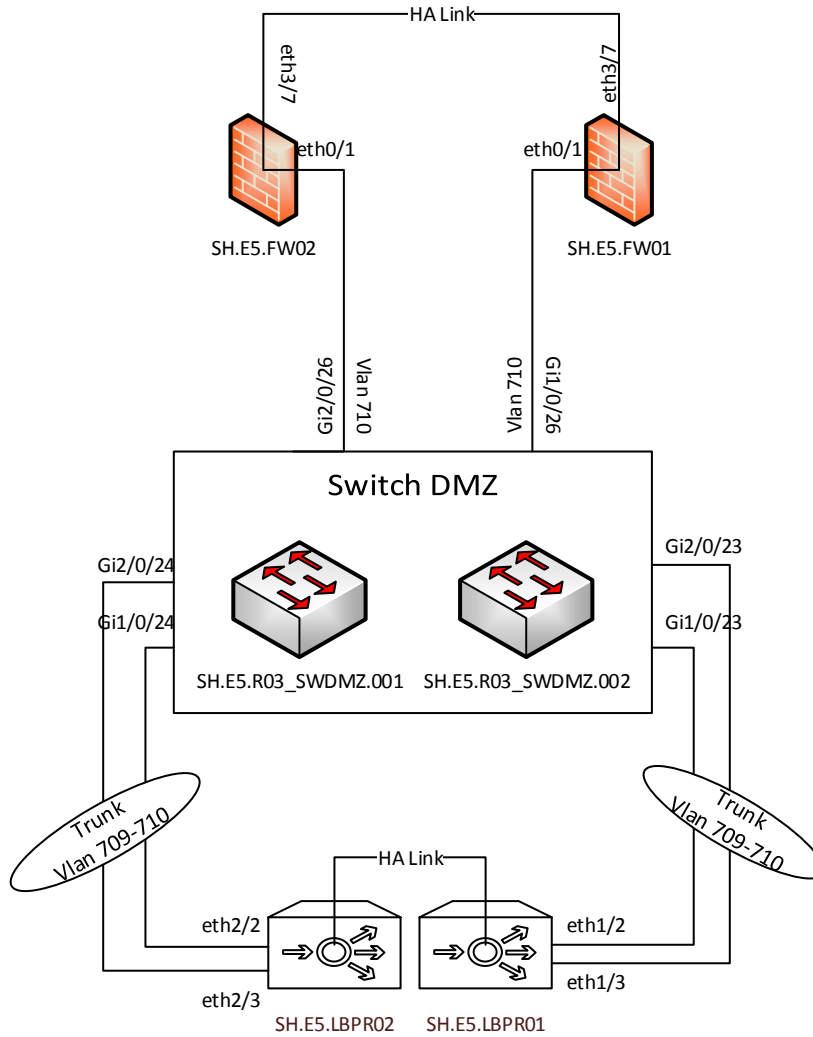 HA Link
eth3/7
eth3/7
eth0/1
eth0/1
SH.E5.FW02
SH.E5.FW01
Gi2/0/26
Vlan 710
Vlan 710
Gi1/0/26
Switch DMZ
Gi2/0/24
Gi2/0/23
Gi1/0/24
Gi1/0/23
SH.E5.R03_SWDMZ.001
SH.E5.R03_SWDMZ.002
Trunk
Vlan 709-710
Trunk
Vlan 709-710
HA Link
eth2/2
eth1/2
eth2/3
eth1/3
SH.E5.LBPR02
SH.E5.LBPR01